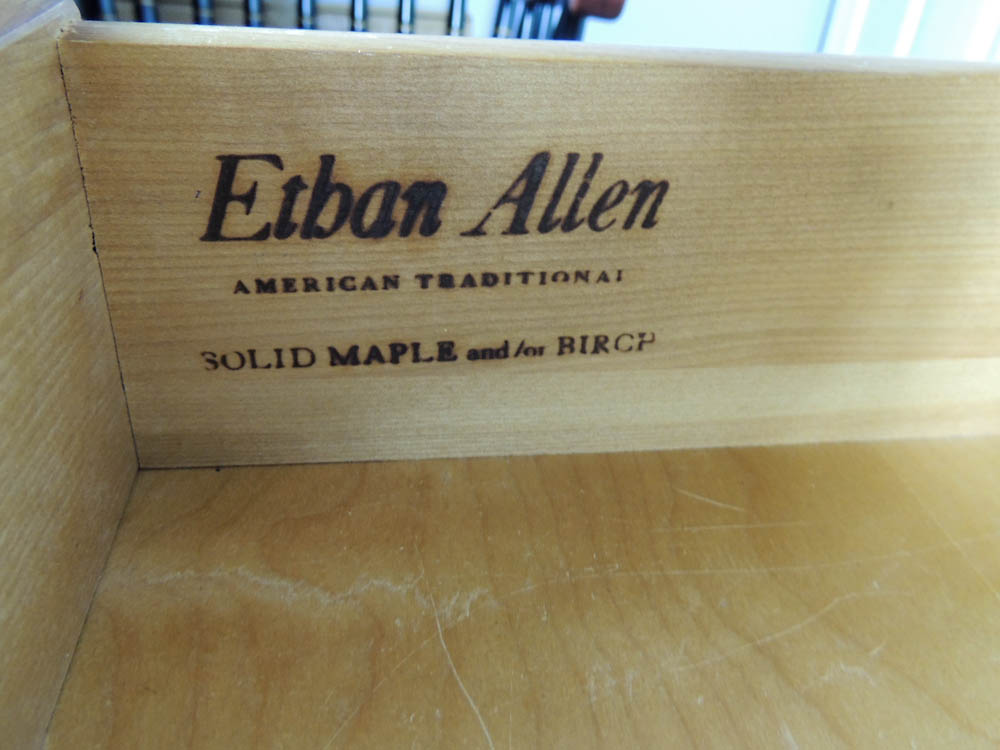 Ethan Allen
AMERICAN TRADITIONAL
SOLID MAPLE and/or BIRCH